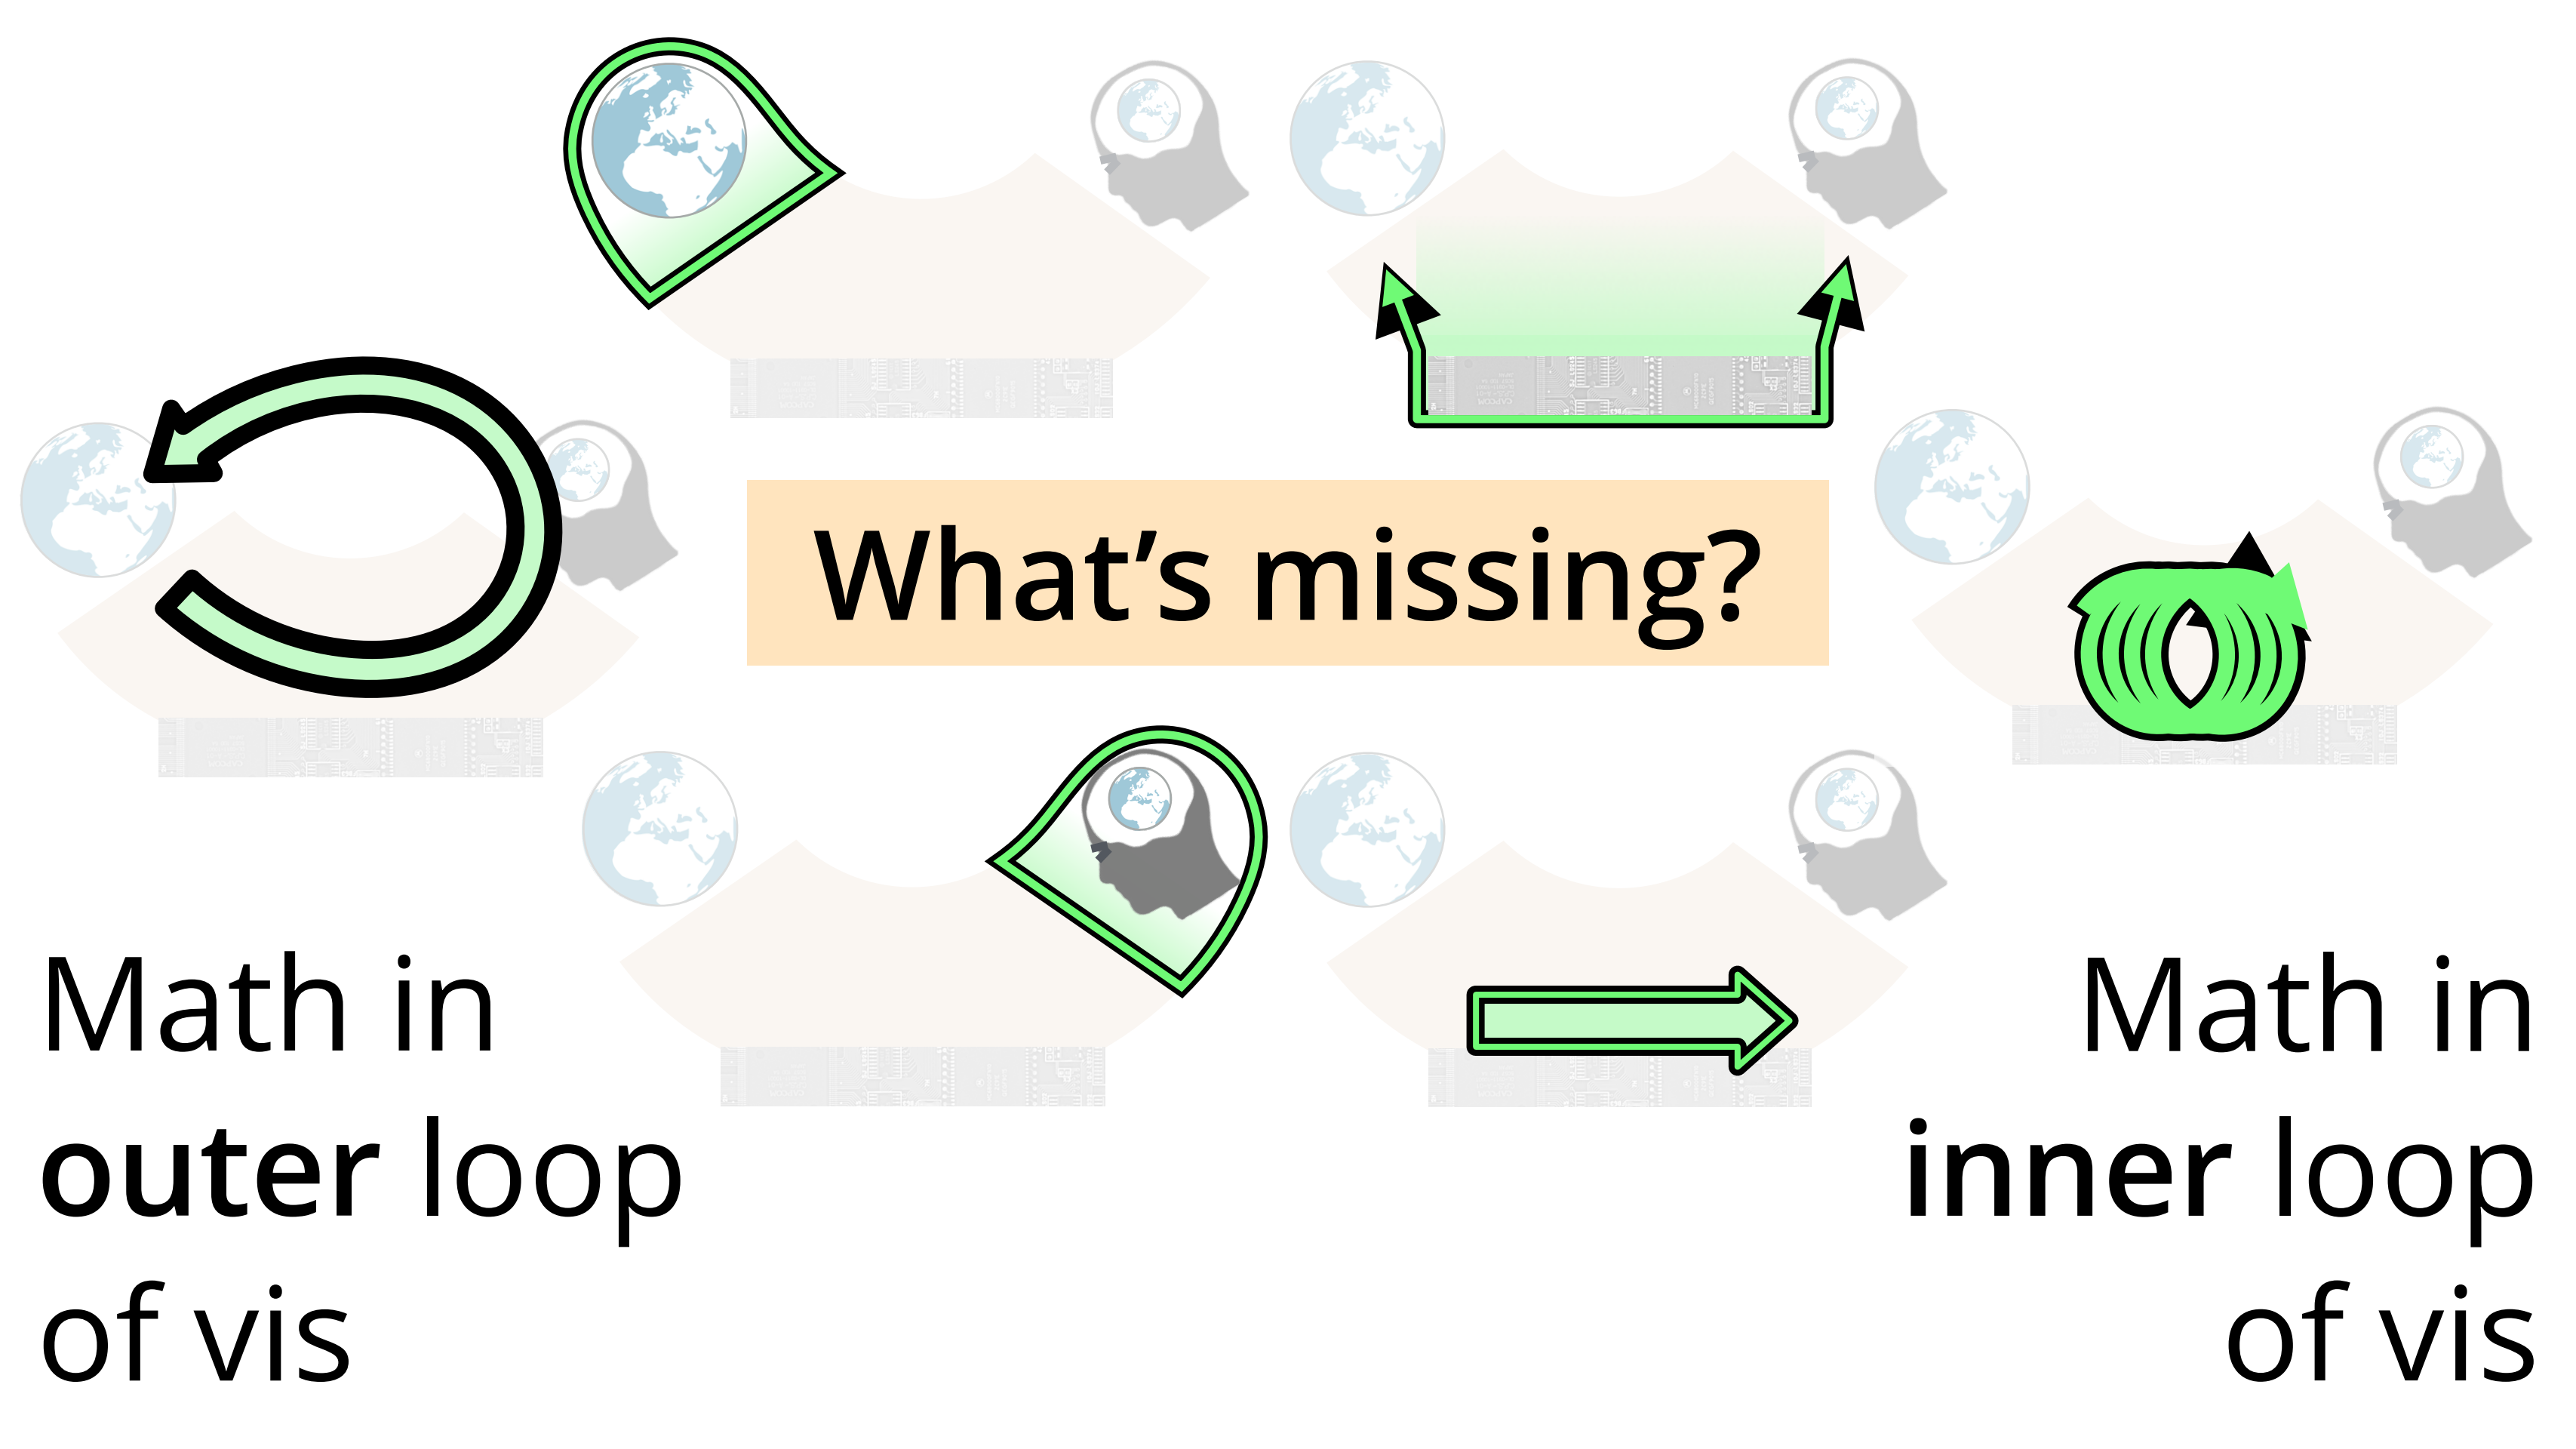 What’s missing?
Math in
outer loop
of vis
Math in
inner loop
of vis